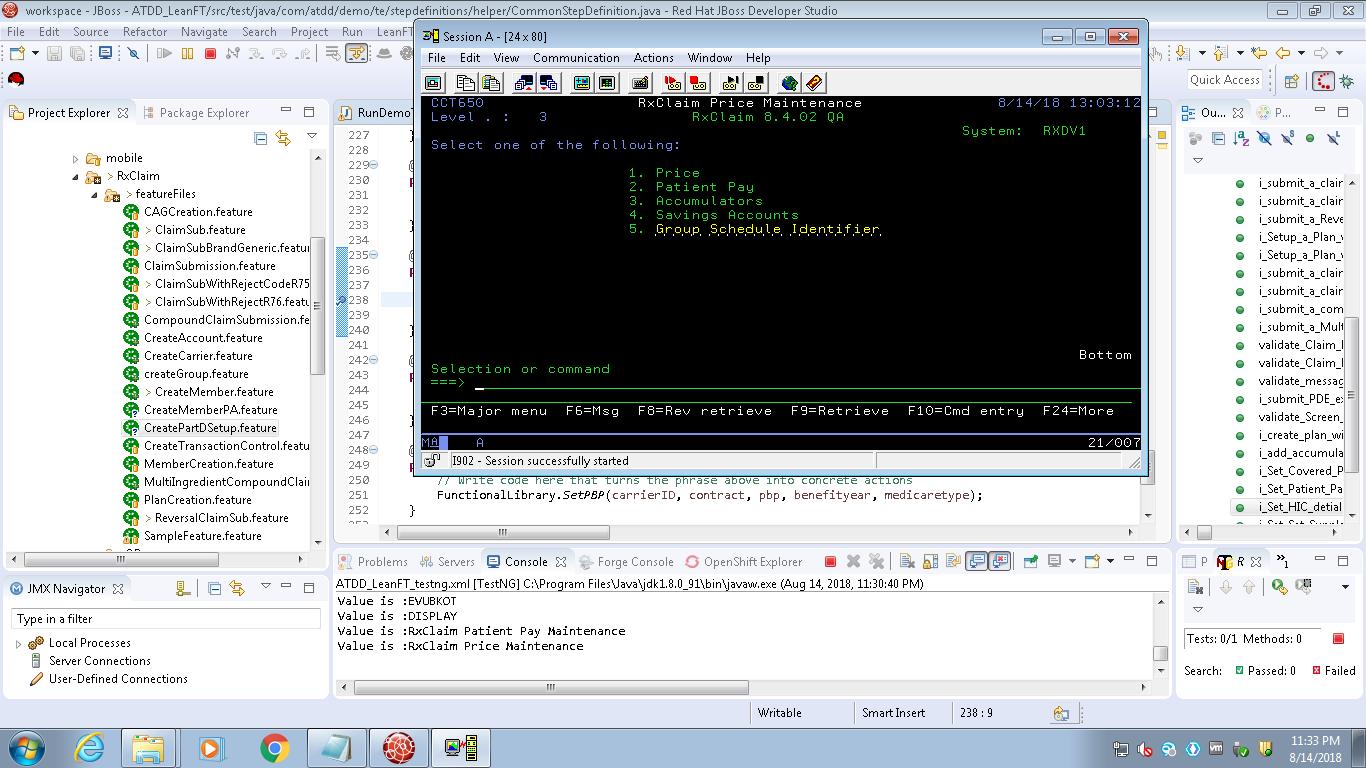 workspace - JBoss - ATDD_LeanFT/src/test/java/com/atdd/demo/te/stepdefinitions/helper/CommonStepDefinition.java - Red Hat JBoss Developer Studio
File Edit Source Refactor Navigate Search Project Run LeanFT
Quick Access
Session A - [24 x 80]
File Edit View Communication Actions Window Help
CCT650 RxClaim Price Maintenance 8/14/18 13:03:12
Level . : 3 RxClaim 8.4.02 QA
System: RXDV1
Select one of the following:
1. Price
2. Patient Pay
3. Accumulators
4. Savings Accounts
5. Group Schedule Identifier
Bottom
Selection or command
===>
F3=Major menu F6=Msg F8=Rev retrieve F9=Retrieve F10=Cmd entry F24=More
MA A 21/007
I902 - Session successfully started
Project Explorer
Package Explorer
mobile
> RxClaim
> featureFiles
CAGCreation.feature
> ClaimSub.feature
> ClaimSubBrandGeneric.featur
ClaimSubmission.feature
> ClaimSubWithRejectCodeR75
> ClaimSubWithRejectR76.featu
CompoundClaimSubmission.fe
CreateAccount.feature
CreateCarrier.feature
createGroup.feature
> CreateMember.feature
CreateMemberPA.feature
CreatePartDSetup.feature
CreateTransactionControl.featu
MemberCreation.feature
MultiIngredientCompoundClai
PlanCreation.feature
> ReversalClaimSub.feature
SampleFeature.feature
RunDemoT
227 }
228
229 @
230
231
232
233 }
234
235 @
236
237
238
239
240 }
241
242 @
243
244
245
246 }
247
248 @
249
250 // Write code here that turns the phrase above into concrete actions
251 FunctionalLibrary.SetPBP(carrierID, contract, pbp, benefityear, medicaretype);
252 }
Ou...
P...
i_submit_a_clair
i_submit_a_clair
i_submit_a_Reve
i_Setup_a_Plan_v
i_Setup_a_Plan_v
i_submit_a_clair
i_submit_a_clair
i_submit_a_com
i_submit_a_Mult
validate_Claim_I
validate_Claim_I
validate_messag
i_submit_PDE_ex
validate_Screen_
i_create_plan_wi
i_add_accumula
i_Set_Covered_P
i_Set_Patient_Pa
i_Set_HIC_detial
JMX Navigator
Type in a filter
Local Processes
Server Connections
User-Defined Connections
Problems Servers Console Forge Console OpenShift Explorer
ATDD_LeanFT_testng.xml [TestNG] C:\Program Files\Java\jdk1.8.0_91\bin\javaw.exe (Aug 14, 2018, 11:30:40 PM)
Value is :EVUBKOT
Value is :DISPLAY
Value is :RxClaim Patient Pay Maintenance
Value is :RxClaim Price Maintenance
P R »1
Tests: 0/1 Methods: 0
Search: Passed: 0 Failed
Writable Smart Insert 238 : 9
11:33 PM
8/14/2018